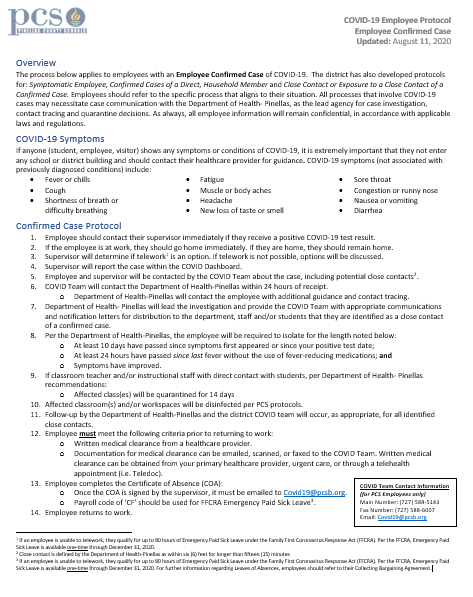 pcs
PINELLAS COUNTY SCHOOLS
COVID-19 Employee Protocol
Employee Confirmed Case
Updated: August 11, 2020
Overview
The process below applies to employees with an Employee Confirmed Case of COVID-19. The district has also developed protocols
for: Symptomatic Employee, Confirmed Cases of a Direct, Household Member and Close Contact or Exposure to a Close Contact of a
Confirmed Case. Employees should refer to the specific process that aligns to their situation. All processes that involve COVID-19
cases may necessitate case communication with the Department of Health- Pinellas, as the lead agency for case investigation,
contact tracing and quarantine decisions. As always, all employee information will remain confidential, in accordance with applicable
laws and regulations.
COVID-19 Symptoms
If anyone (student, employee, visitor) shows any symptoms or conditions of COVID-19, it is extremely important that they not enter
any school or district building and should contact their healthcare provider for guidance. COVID-19 symptoms (not associated with
previously diagnosed conditions) include:
• Fever or chills
• Cough
• Shortness of breath or
difficulty breathing
• Fatigue
• Muscle or body aches
• Headache
• New loss of taste or smell
• Sore throat
• Congestion or runny nose
• Nausea or vomiting
• Diarrhea
Confirmed Case Protocol
1. Employee should contact their supervisor immediately if they receive a positive COVID-19 test result.
2. If the employee is at work, they should go home immediately. If they are home, they should remain home.
3. Supervisor will determine if telework¹ is an option. If telework is not possible, options will be discussed.
4. Supervisor will report the case within the COVID Dashboard.
5. Employee and supervisor will be contacted by the COVID Team about the case, including potential close contacts².
6. COVID Team will contact the Department of Health-Pinellas within 24 hours of receipt.
o Department of Health-Pinellas will contact the employee with additional guidance and contact tracing.
7. Department of Health- Pinellas will lead the investigation and provide the COVID Team with appropriate communications
and notification letters for distribution to the department, staff and/or students that they are identified as a close contact
of a confirmed case.
8. Per the Department of Health-Pinellas, the employee will be required to isolate for the length noted below:
o At least 10 days have passed since symptoms first appeared or since your positive test date;
o At least 24 hours have passed since last fever without the use of fever-reducing medications; and
o Symptoms have improved.
9. If classroom teacher and/or instructional staff with direct contact with students, per Department of Health- Pinellas
recommendations:
o Affected class(es) will be quarantined for 14 days
10. Affected classroom(s) and/or workspaces will be disinfected per PCS protocols.
11. Follow-up by the Department of Health-Pinellas and the district COVID team will occur, as appropriate, for all identified
close contacts.
12. Employee must meet the following criteria prior to returning to work:
o Written medical clearance from a healthcare provider.
o Documentation for medical clearance can be emailed, scanned, or faxed to the COVID Team. Written medical
clearance can be obtained from your primary healthcare provider, urgent care, or through a telehealth
appointment (i.e. Teledoc).
13. Employee completes the Certificate of Absence (COA):
o Once the COA is signed by the supervisor, it must be emailed to Covid19@pcsb.org.
o Payroll code of 'CF' should be used for FFCRA Emergency Paid Sick Leave³.
14. Employee returns to work.
COVID Team Contact Information
(for PCS Employees only)
Main Number: (727) 588-5143
Fax Number: (727) 588-6007
Email: Covid19@pcsb.org
¹ If an employee is unable to telework, they qualify for up to 80 hours of Emergency Paid Sick Leave under the Family First Coronavirus Response Act (FFCRA). Per the FFCRA, Emergency Paid
Sick Leave is available one-time through December 31, 2020.
² Close contact is defined by the Department of Health-Pinellas as within six (6) feet for longer than fifteen (15) minutes
³ If an employee is unable to telework, they qualify for up to 80 hours of Emergency Paid Sick Leave under the Family First Coronavirus Response Act (FFCRA). Per the FFCRA, Emergency Paid
Sick Leave is available one-time through December 31, 2020. For further information regarding Leaves of Absences, employees should refer to their Collecting Bargaining Agreement.